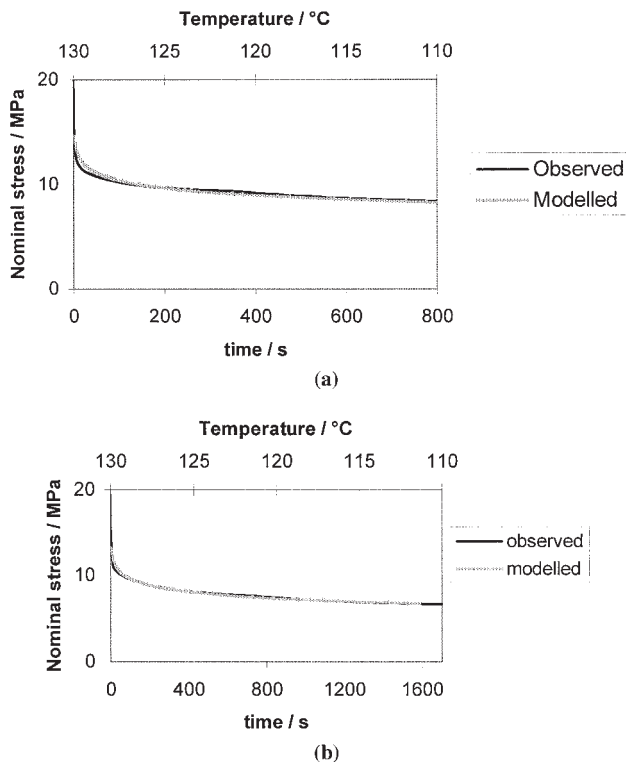 Temperature / °C
130 125 120 115 110
20
10
0
Nominal stress / MPa
0 200 400 600 800
time / s
Observed
Modelled
(a)
Temperature / °C
130 125 120 115 110
20
10
0
Nominal stress / MPa
0 400 800 1200 1600
time / s
observed
modelled
(b)